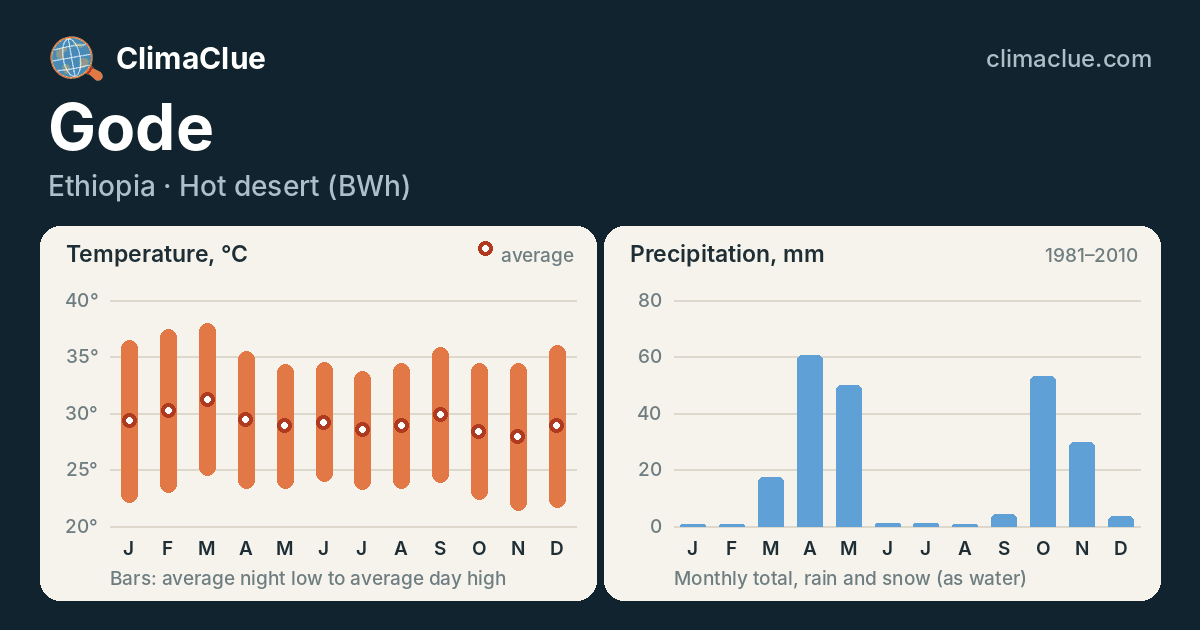 ClimaClue
climaclue.com
Gode
Ethiopia · Hot desert (BWh)
Temperature, °C
average
40°
35°
30°
25°
20°
J F M A M J J A S O N D
Bars: average night low to average day high
Precipitation, mm
1981–2010
80
60
40
20
0
J F M A M J J A S O N D
Monthly total, rain and snow (as water)